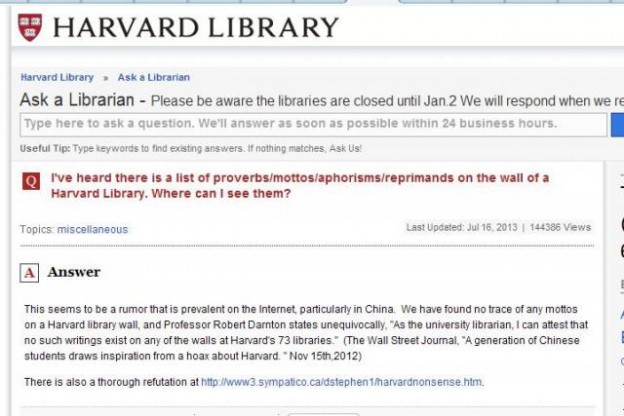 HARVARD LIBRARY
Harvard Library » Ask a Librarian
Ask a Librarian - Please be aware the libraries are closed until Jan.2 We will respond when we re
Type here to ask a question. We'll answer as soon as possible within 24 business hours.
Useful Tip: Type keywords to find existing answers. If nothing matches, Ask Us!
Q I've heard there is a list of proverbs/mottos/aphorisms/reprimands on the wall of a
Harvard Library. Where can I see them?
Topics: miscellaneous
Last Updated: Jul 16, 2013 | 144386 Views
A Answer
This seems to be a rumor that is prevalent on the Internet, particularly in China. We have found no trace of any mottos
on a Harvard library wall, and Professor Robert Darnton states unequivocally, "As the university librarian, I can attest that
no such writings exist on any of the walls at Harvard's 73 libraries." (The Wall Street Journal, "A generation of Chinese
students draws inspiration from a hoax about Harvard. " Nov 15th,2012)
There is also a thorough refutation at http://www3.sympatico.ca/dstephen1/harvardnonsense.htm.